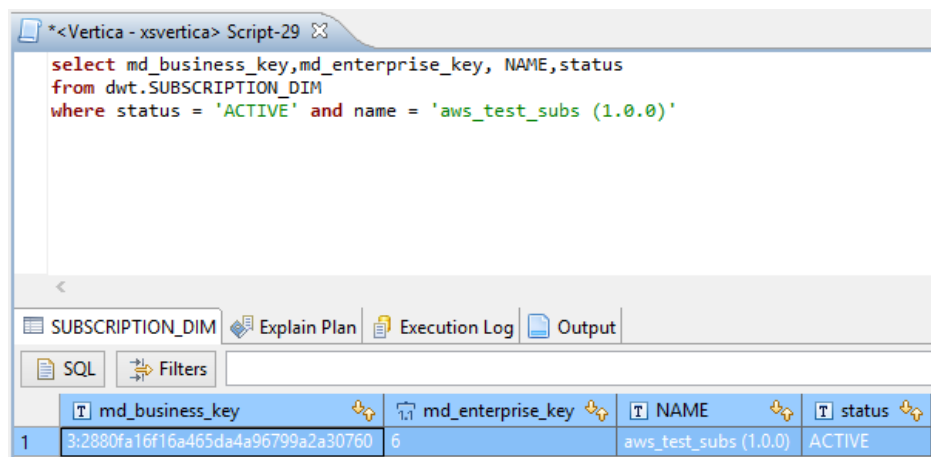 *<Vertica - xsvertica> Script-29
select md_business_key,md_enterprise_key, NAME,status
from dwt.SUBSCRIPTION_DIM
where status = 'ACTIVE' and name = 'aws_test_subs (1.0.0)'
SUBSCRIPTION_DIM Explain Plan Execution Log Output
SQL Filters
T md_business_key 1.1 md_enterprise_key T NAME T status
1 3:2880fa16f16a465da4a96799a2a30760 6 aws_test_subs (1.0.0) ACTIVE